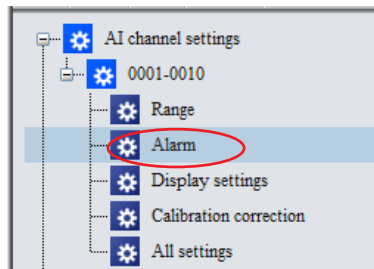 AI channel settings
0001-0010
Range
Alarm
Display settings
Calibration correction
All settings